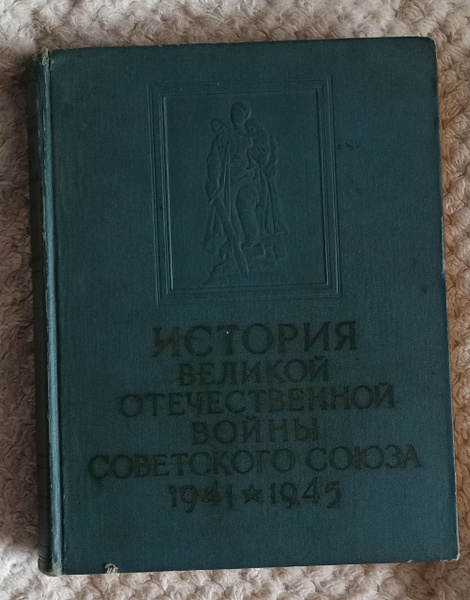 ИСТОРИЯ
ВЕЛИКОЙ
ОТЕЧЕСТВЕННОЙ
ВОЙНЫ
СОВЕТСКОГО СОЮЗА
1941 ★ 1945